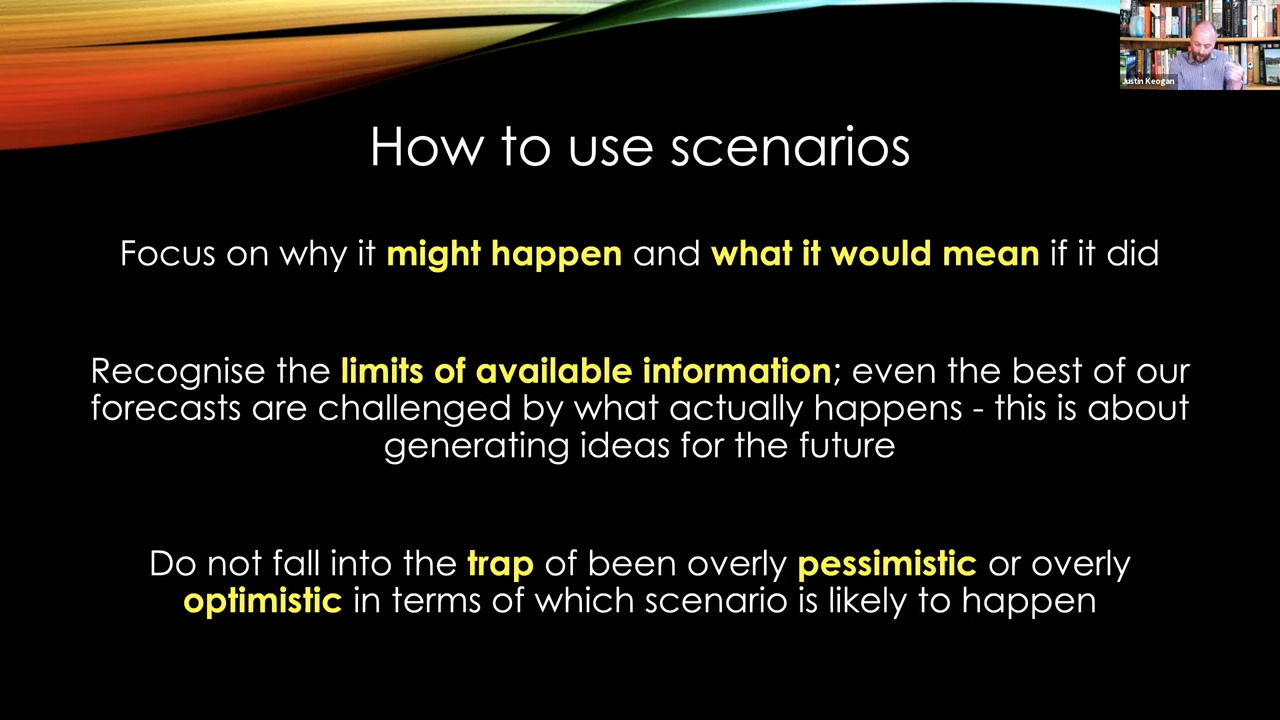 Justin Keogan
How to use scenarios
Focus on why it might happen and what it would mean if it did
Recognise the limits of available information; even the best of our
forecasts are challenged by what actually happens - this is about
generating ideas for the future
Do not fall into the trap of been overly pessimistic or overly
optimistic in terms of which scenario is likely to happen